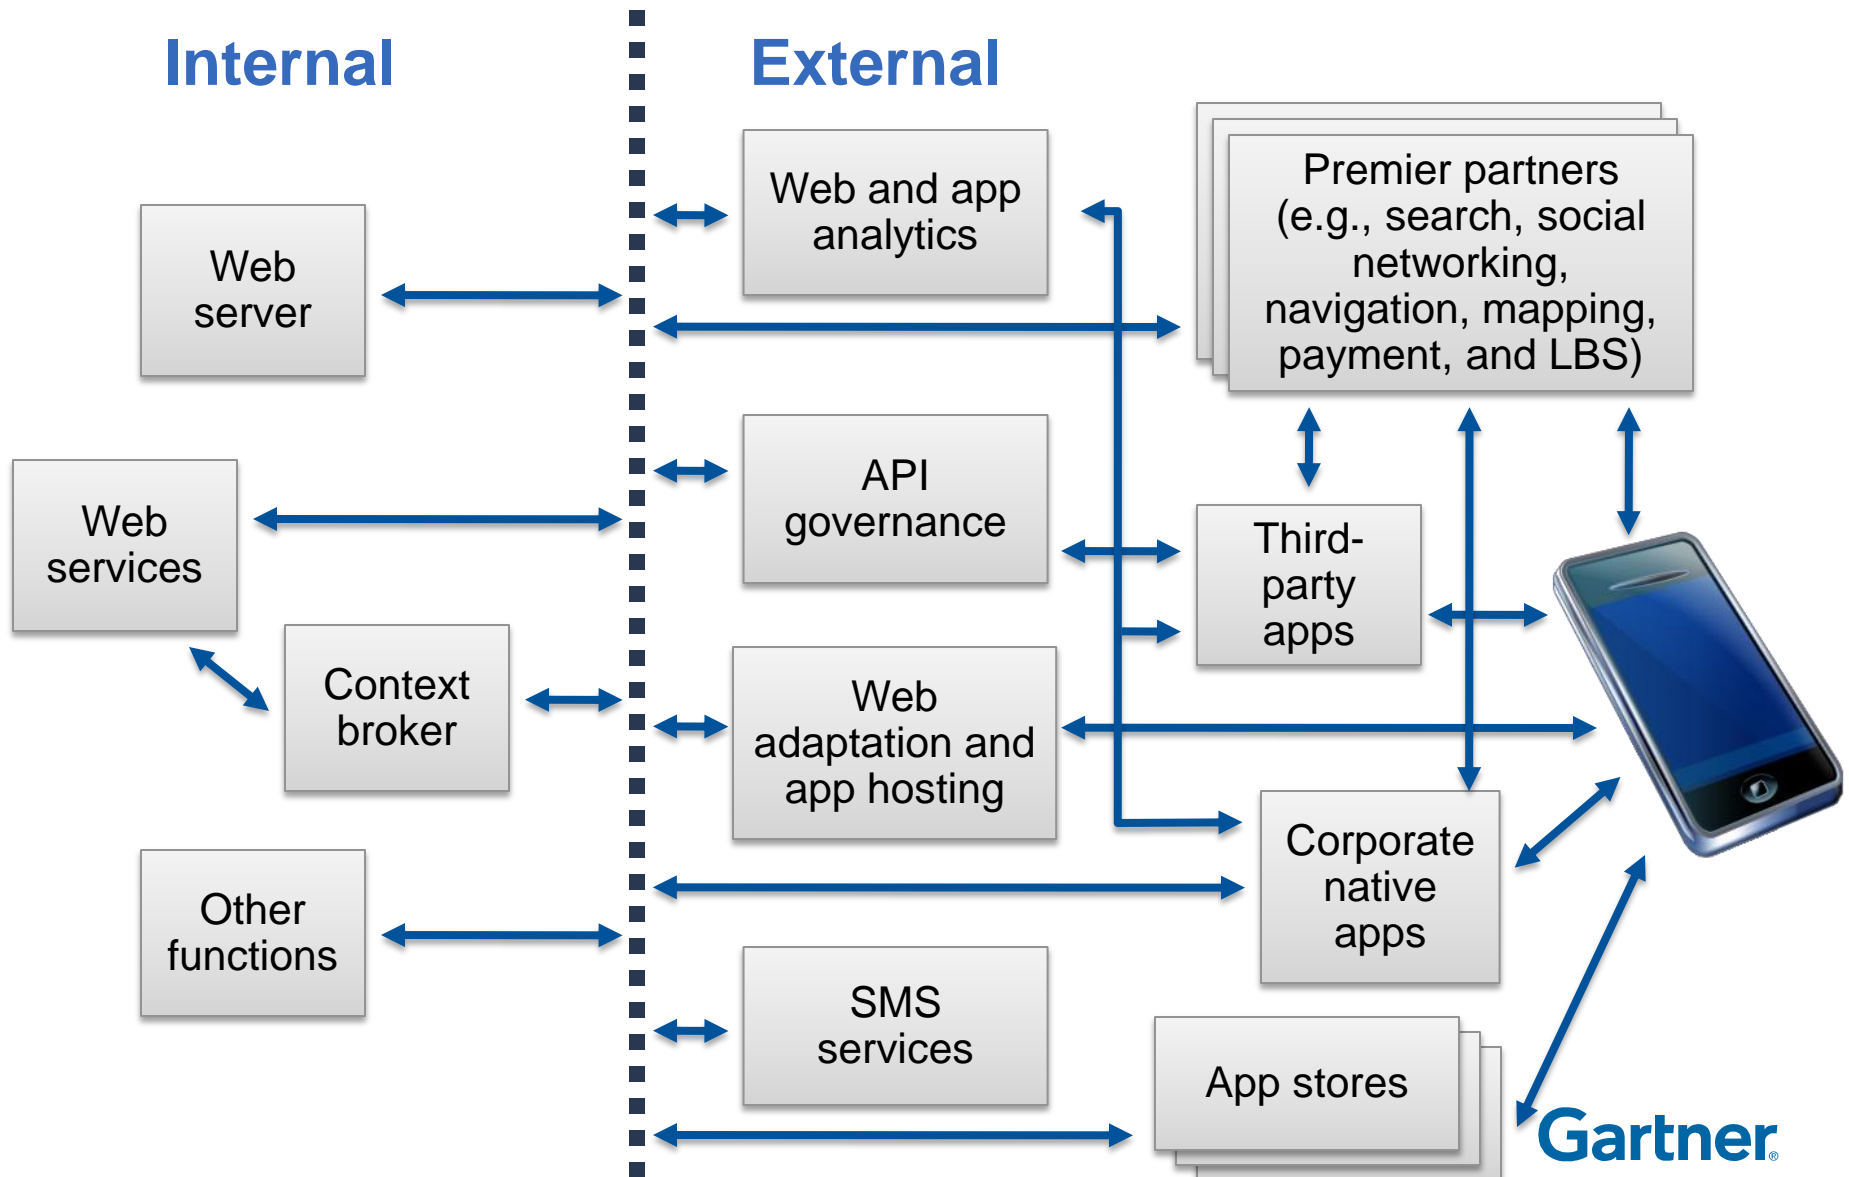 Internal
External
Web and app
analytics
Premier partners
(e.g., search, social
networking,
navigation, mapping,
payment, and LBS)
Web
server
API
governance
Web
services
Third-
party
apps
Context
broker
Web
adaptation and
app hosting
Corporate
native
apps
Other
functions
SMS
services
App stores
Gartner®